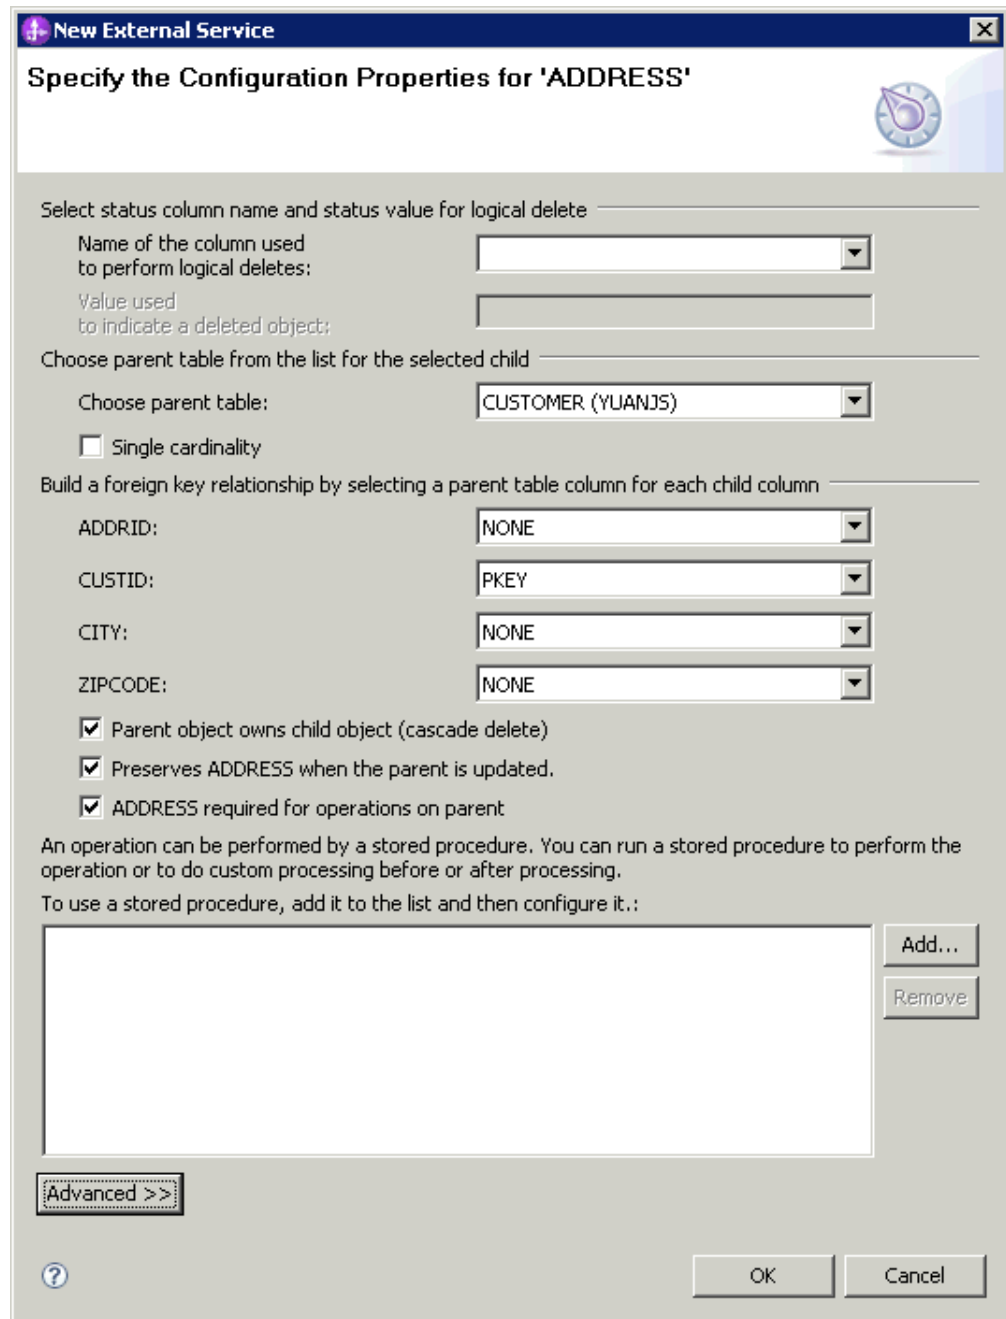 New External Service
Specify the Configuration Properties for 'ADDRESS'
Select status column name and status value for logical delete
Name of the column used
to perform logical deletes:
Value used
to indicate a deleted object:
Choose parent table from the list for the selected child
Choose parent table: CUSTOMER (YUANJS)
Single cardinality
Build a foreign key relationship by selecting a parent table column for each child column
ADDRID: NONE
CUSTID: PKEY
CITY: NONE
ZIPCODE: NONE
Parent object owns child object (cascade delete)
Preserves ADDRESS when the parent is updated.
ADDRESS required for operations on parent
An operation can be performed by a stored procedure. You can run a stored procedure to perform the
operation or to do custom processing before or after processing.
To use a stored procedure, add it to the list and then configure it.:
Add...
Remove
Advanced >>
? OK Cancel